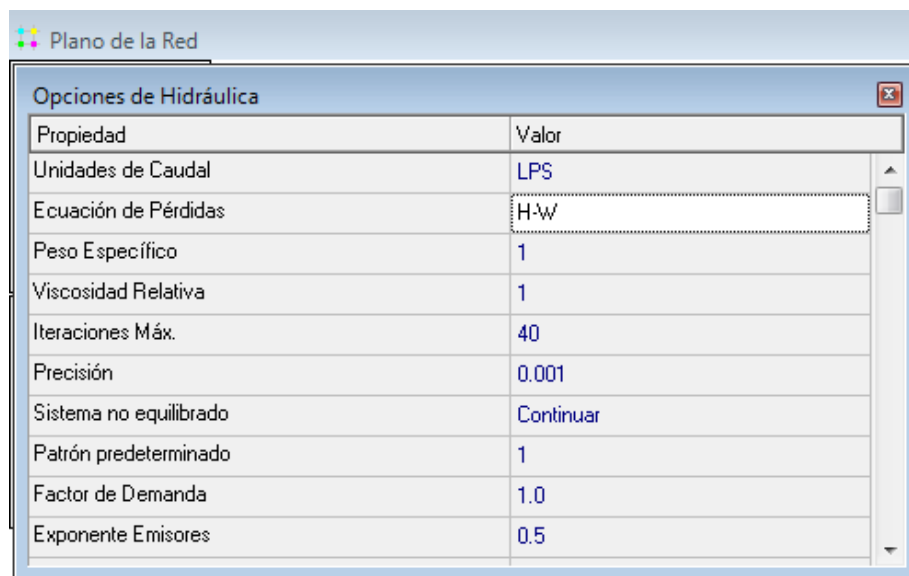 Plano de la Red
Opciones de Hidráulica
Propiedad Valor
Unidades de Caudal LPS
Ecuación de Pérdidas H-W
Peso Específico 1
Viscosidad Relativa 1
Iteraciones Máx. 40
Precisión 0.001
Sistema no equilibrado Continuar
Patrón predeterminado 1
Factor de Demanda 1.0
Exponente Emisores 0.5